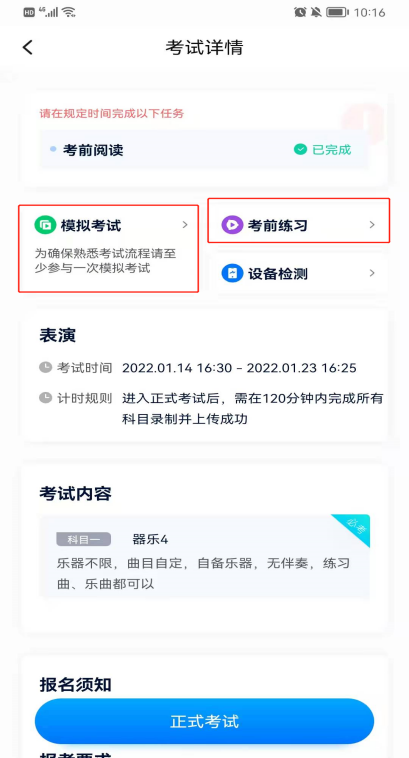 HD 4G 10:16
考试详情
请在规定时间完成以下任务
考前阅读 已完成
模拟考试
为确保熟悉考试流程请至
少参与一次模拟考试
考前练习
设备检测
表演
考试时间 2022.01.14 16:30 - 2022.01.23 16:25
计时规则 进入正式考试后，需在120分钟内完成所有
科目录制并上传成功
考试内容
必考
科目一 器乐4
乐器不限，曲目自定，自备乐器，无伴奏，练习
曲、乐曲都可以
报名须知
正式考试
报考要求